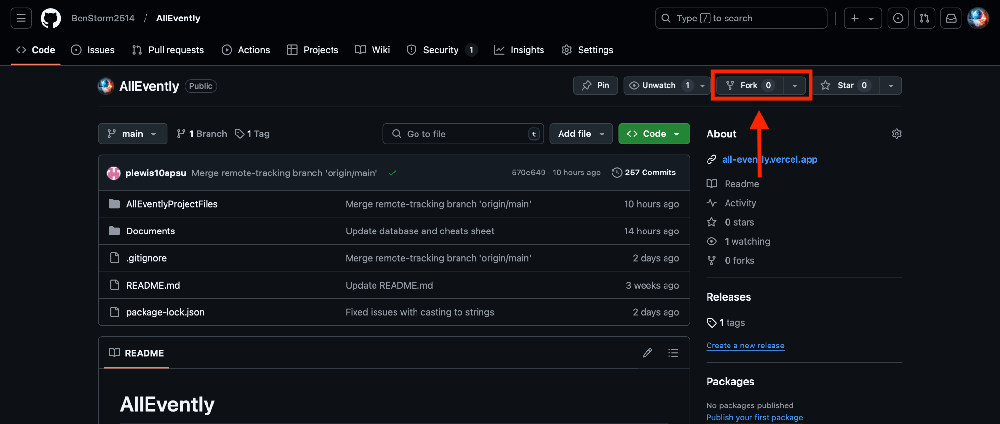 BenStorm2514 / AllEvently
Type / to search
Code Issues Pull requests Actions Projects Wiki Security 1 Insights Settings
AllEvently Public
Pin Unwatch 1 Fork 0 Star 0
main 1 Branch 1 Tag
Go to file t Add file Code
plewis10apsu Merge remote-tracking branch 'origin/main' 570e649 · 10 hours ago 257 Commits
AllEventlyProjectFiles Merge remote-tracking branch 'origin/main' 10 hours ago
Documents Update database and cheats sheet 14 hours ago
.gitignore Merge remote-tracking branch 'origin/main' 2 days ago
README.md Update README.md 3 weeks ago
package-lock.json Fixed issues with casting to strings 2 days ago
README
AllEvently
About
all-evently.vercel.app
Readme
Activity
0 stars
1 watching
0 forks
Releases
1 tags
Create a new release
Packages
No packages published
Publish your first package